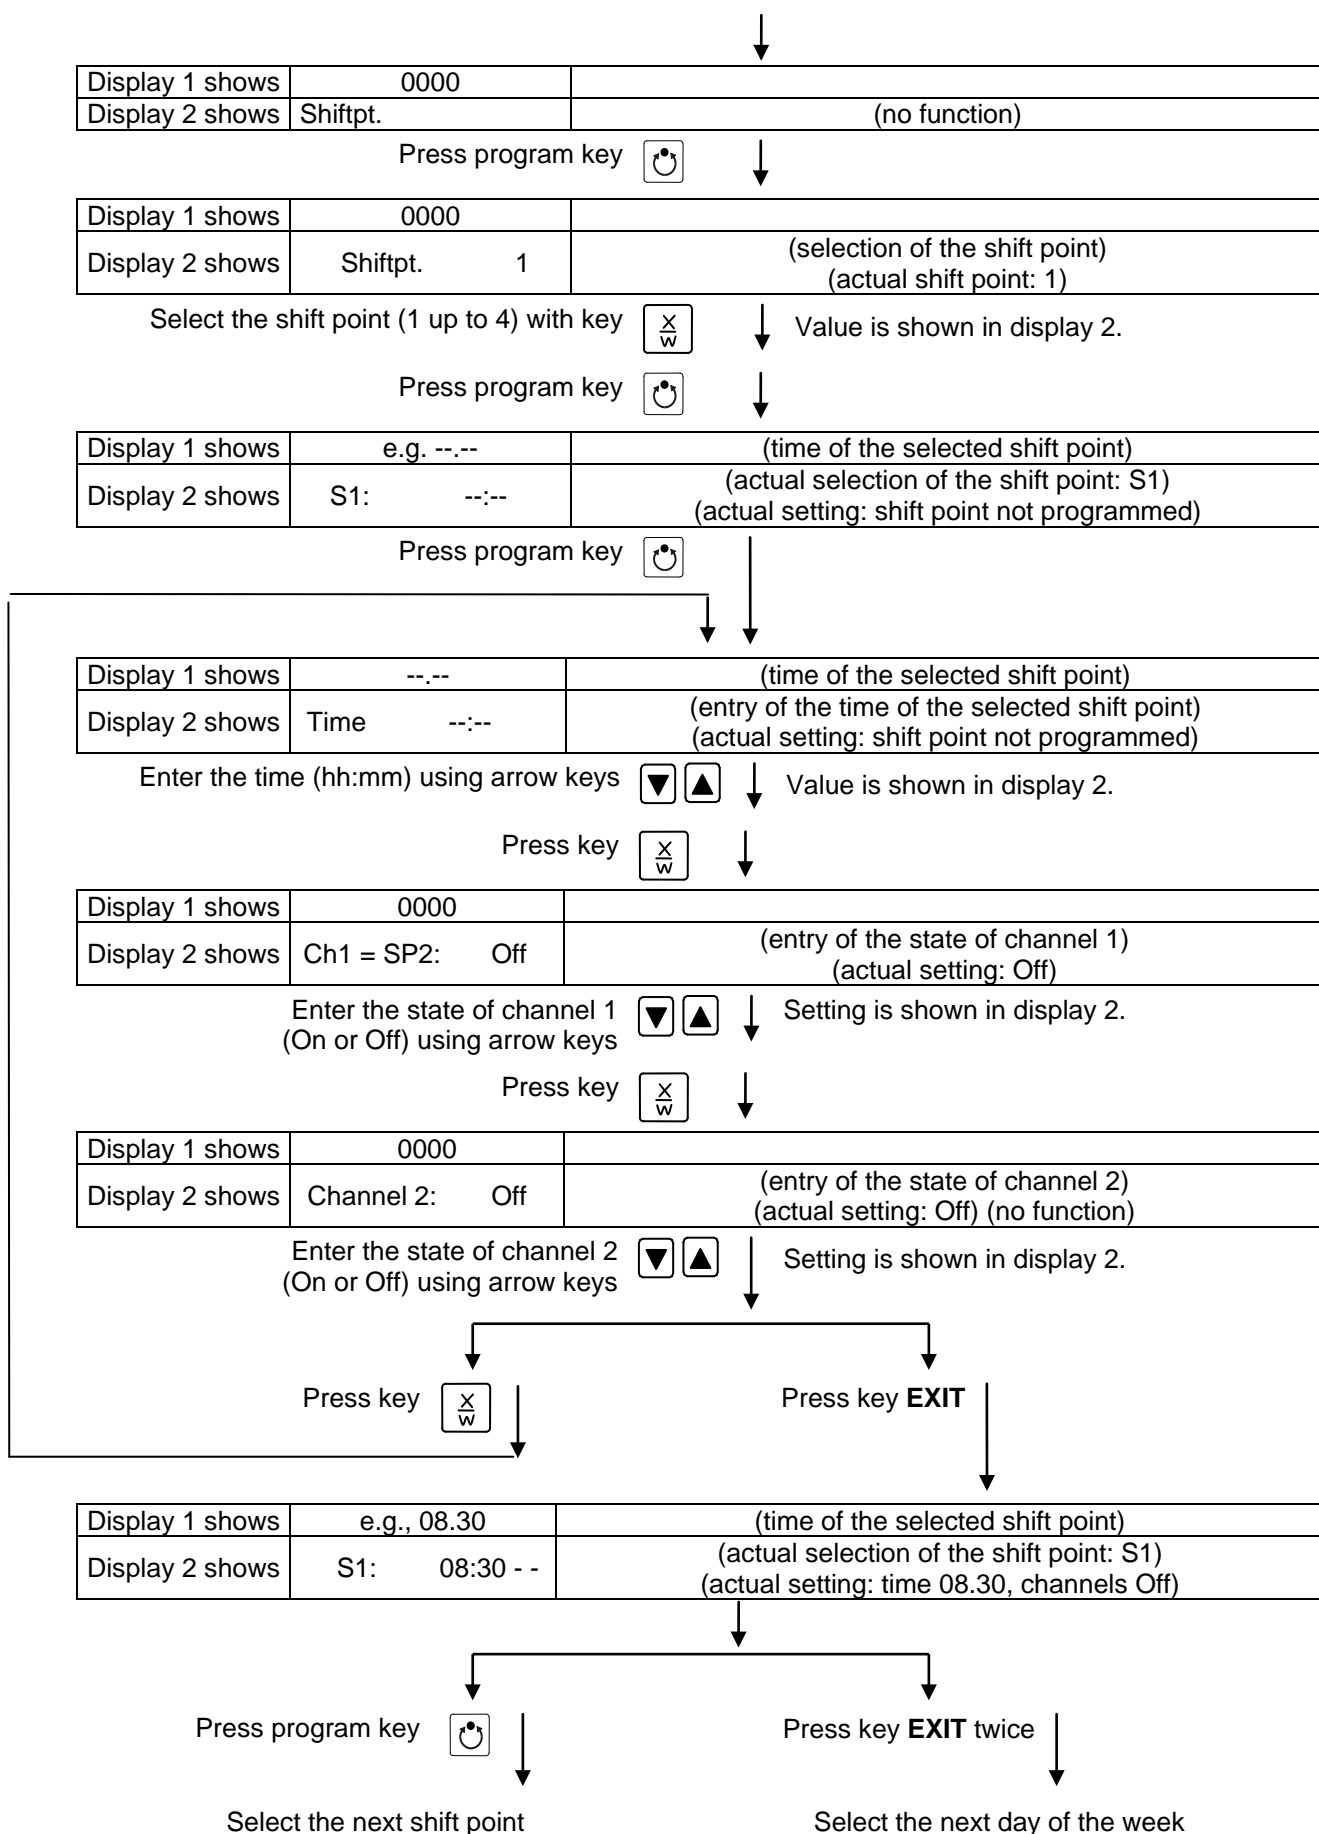 Display 1 shows 0000
Display 2 shows Shiftpt. (no function)
Press program key
Display 1 shows 0000
Display 2 shows Shiftpt. 1 (selection of the shift point)
(actual shift point: 1)
Select the shift point (1 up to 4) with key X W Value is shown in display 2.
Press program key
Display 1 shows e.g. --.-- (time of the selected shift point)
Display 2 shows S1: --:-- (actual selection of the shift point: S1)
(actual setting: shift point not programmed)
Press program key
Display 1 shows --.-- (time of the selected shift point)
Display 2 shows Time --:-- (entry of the time of the selected shift point)
(actual setting: shift point not programmed)
Enter the time (hh:mm) using arrow keys Value is shown in display 2.
Press key X W
Display 1 shows 0000
Display 2 shows Ch1 = SP2: Off (entry of the state of channel 1)
(actual setting: Off)
Enter the state of channel 1 Setting is shown in display 2.
(On or Off) using arrow keys
Press key X W
Display 1 shows 0000
Display 2 shows Channel 2: Off (entry of the state of channel 2)
(actual setting: Off) (no function)
Enter the state of channel 2 Setting is shown in display 2.
(On or Off) using arrow keys
Press key X W Press key EXIT
Display 1 shows e.g., 08.30 (time of the selected shift point)
Display 2 shows S1: 08:30 - - (actual selection of the shift point: S1)
(actual setting: time 08.30, channels Off)
Press program key Press key EXIT twice
Select the next shift point Select the next day of the week